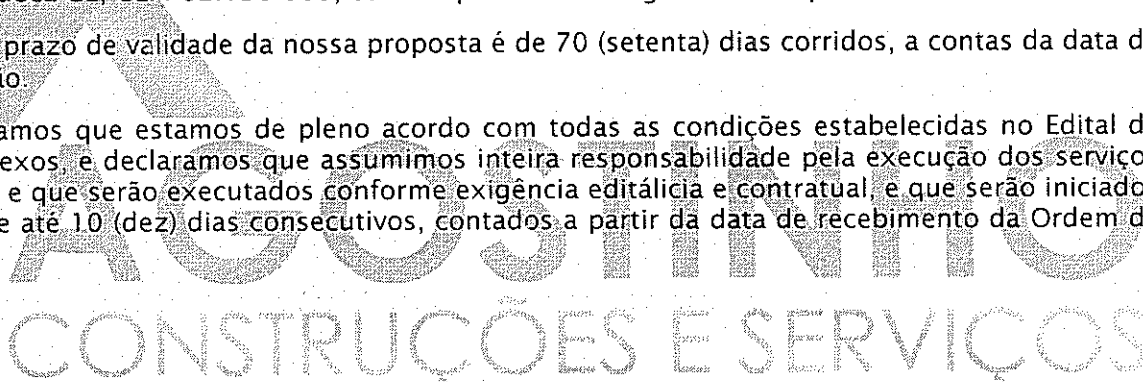 prazo de validade da nossa proposta é de 70 (setenta) dias corridos, a contas da data d
io.
amos que estamos de pleno acordo com todas as condições estabelecidas no Edital d
exos, e declaramos que assumimos inteira responsabilidade pela execução dos serviço
e que serão executados conforme exigência editálicia e contratual, e que serão iniciado
e até 10 (dez) dias consecutivos, contados a partir da data de recebimento da Ordem d
AGOSTINHO
CONSTRUÇÕES E SERVIÇOS